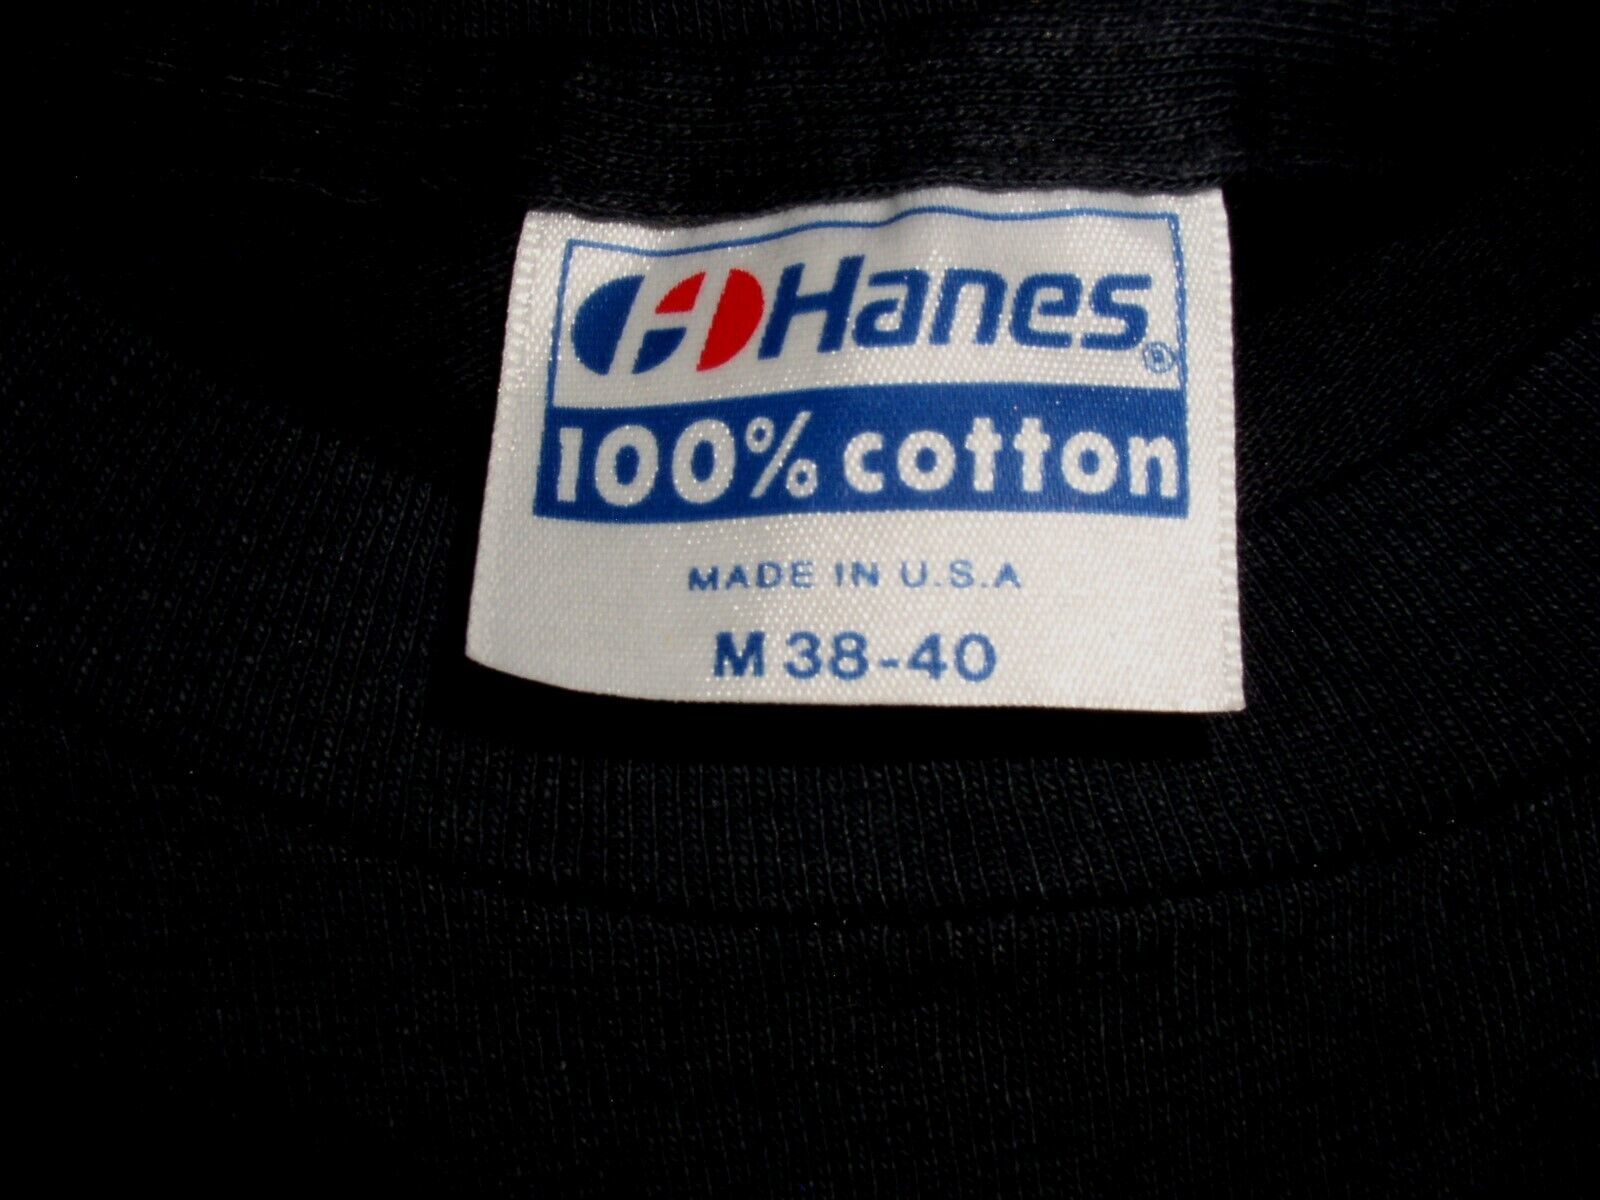 Hanes®
100% cotton
MADE IN U.S.A
M 38-40